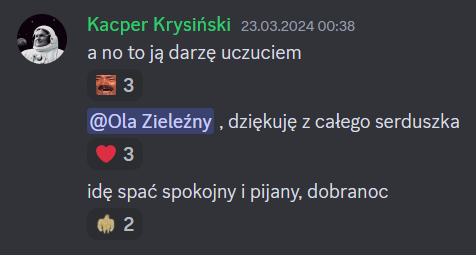 Kacper Krysiński 23.03.2024 00:38
a no to ją darzę uczuciem
3
@Ola Zieleźny , dziękuję z całego serduszka
3
idę spać spokojny i pijany, dobranoc
2